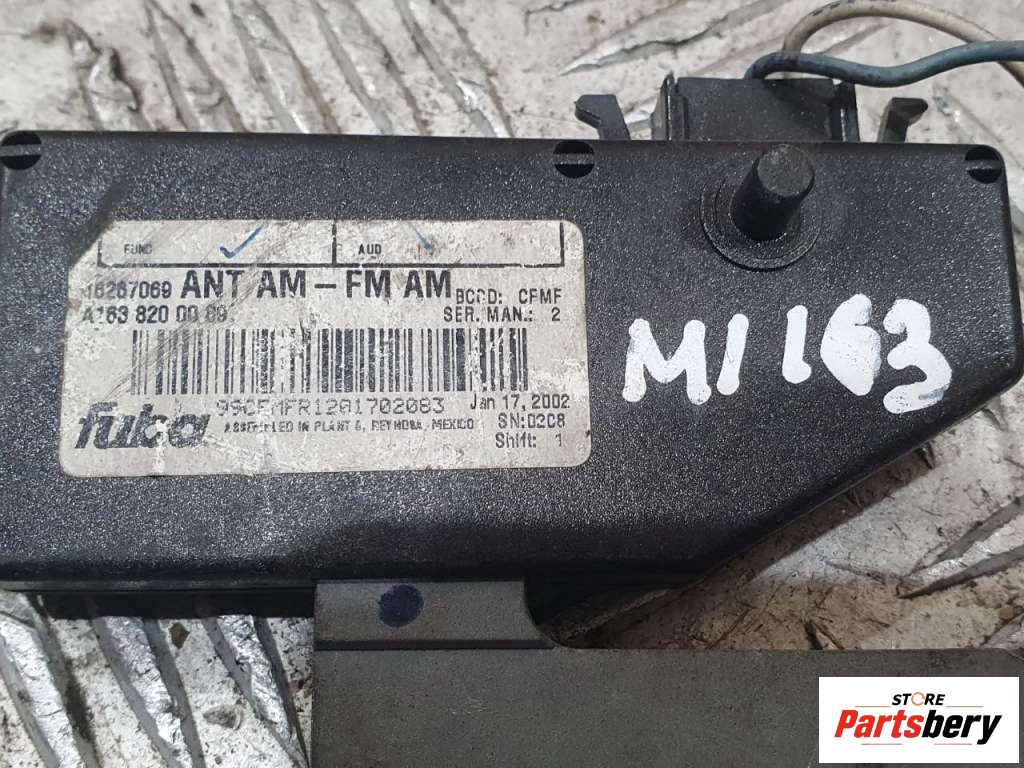 FUNC AUD
16267069 ANT AM – FM AM BCRD: CFMF
A163 820 00 89 SER. MAN.: 2
99CFMFR1201702083 Jan 17, 2002
fuba ASSEMBLED IN PLANT 6, REYNOSA, MEXICO SN:02C8
Shift: 1
M1 163
STORE
Partsbery